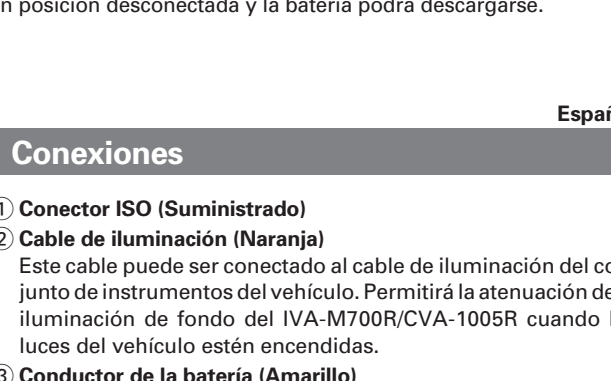 n posición desconectada y la batería podrá descargarse.
Españ
Conexiones
1) Conector ISO (Suministrado)
2) Cable de iluminación (Naranja)
Este cable puede ser conectado al cable de iluminación del co
junto de instrumentos del vehículo. Permitirá la atenuación de
iluminación de fondo del IVA-M700R/CVA-1005R cuando l
luces del vehículo estén encendidas.
3) Conductor de la batería (Amarillo)